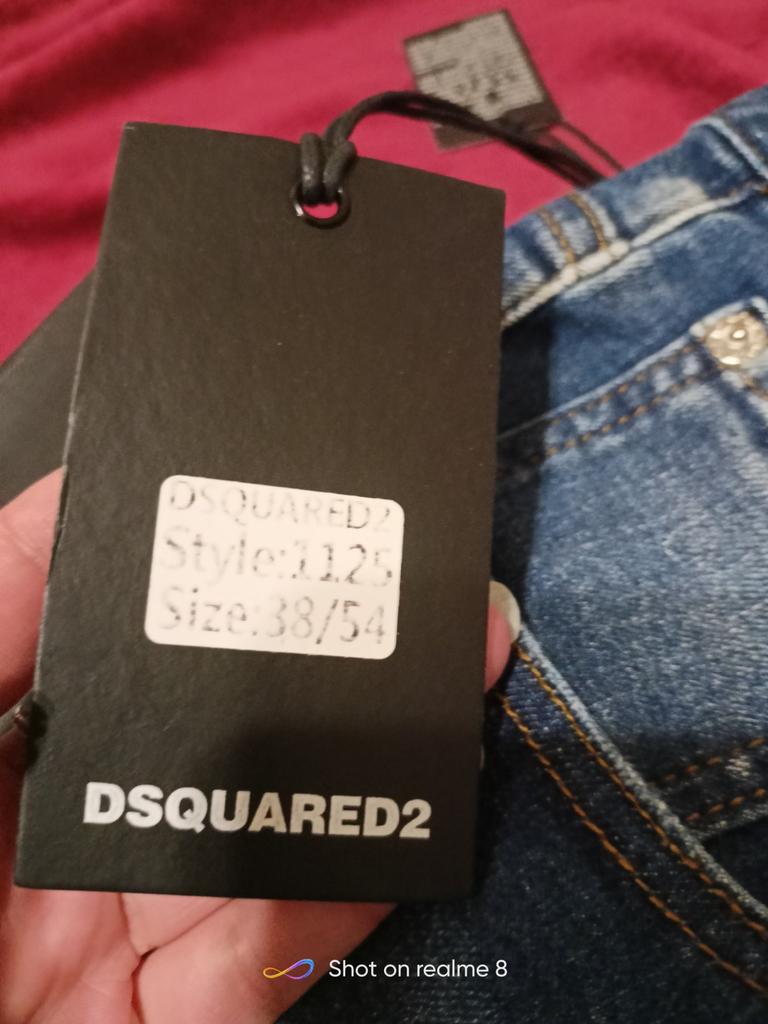 DSQUARED2
Style:1125
Size:38/54
DSQUARED2
Shot on realme 8